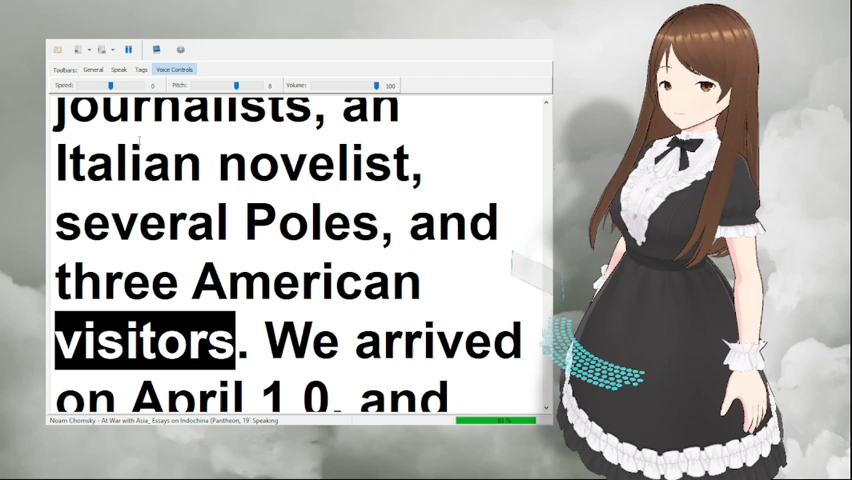 Toolbars: General Speak Tags Voice Controls
Speed: 0 Pitch: 8 Volume: 100
journalists, an
Italian novelist,
several Poles, and
three American
visitors. We arrived
on April 1 0, and
Noam Chomsky - At War with Asia_ Essays on Indochina (Pantheon, 19 Speaking